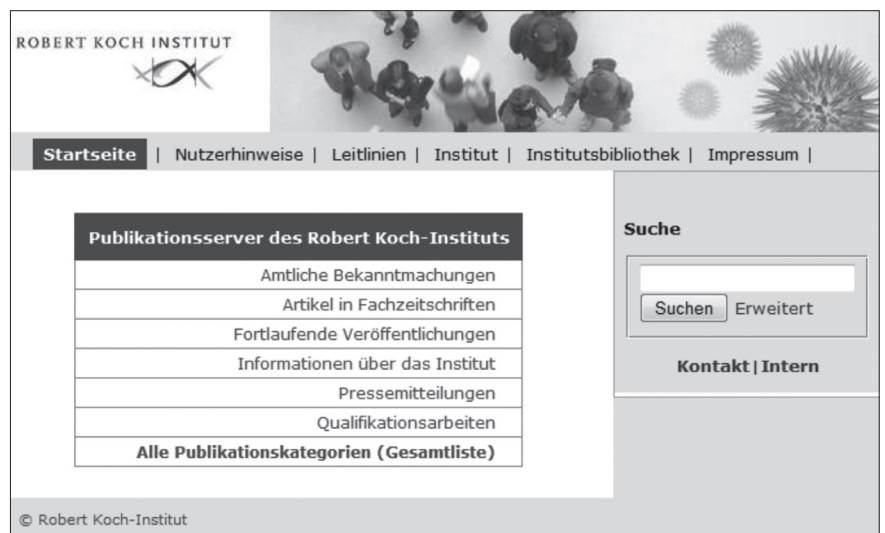 ROBERT KOCH INSTITUT
Startseite | Nutzerhinweise | Leitlinien | Institut | Institutsbibliothek | Impressum |
Publikationsserver des Robert Koch-Instituts
Amtliche Bekanntmachungen
Artikel in Fachzeitschriften
Fortlaufende Veröffentlichungen
Informationen über das Institut
Pressemitteilungen
Qualifikationsarbeiten
Alle Publikationskategorien (Gesamtliste)
Suche
Suchen Erweitert
Kontakt | Intern
© Robert Koch-Institut